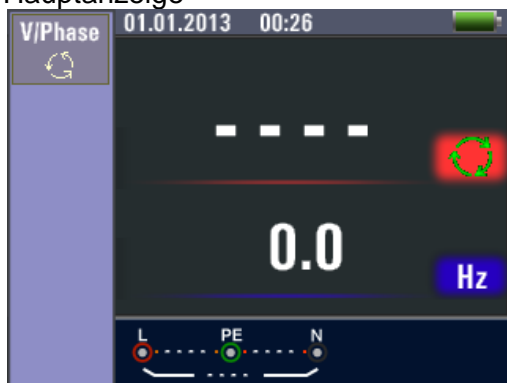 Hauptanzeige
V/Phase
01.01.2013 00:26
- - - -
0.0
Hz
L PE N